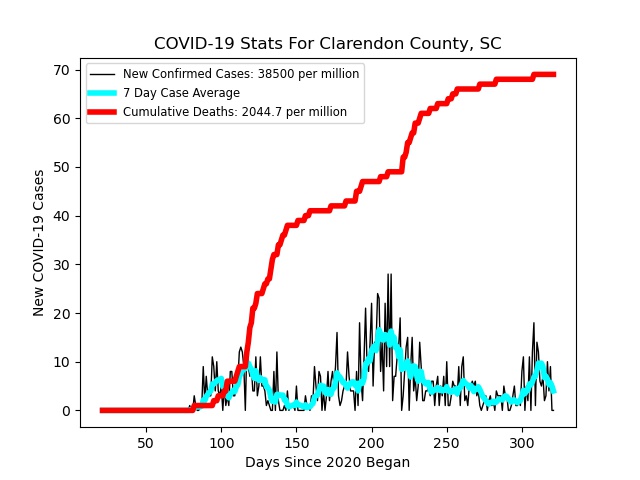 COVID-19 Stats For Clarendon County, SC
New Confirmed Cases: 38500 per million
7 Day Case Average
Cumulative Deaths: 2044.7 per million
New COVID-19 Cases
70
60
50
40
30
20
10
0
50 100 150 200 250 300
Days Since 2020 Began